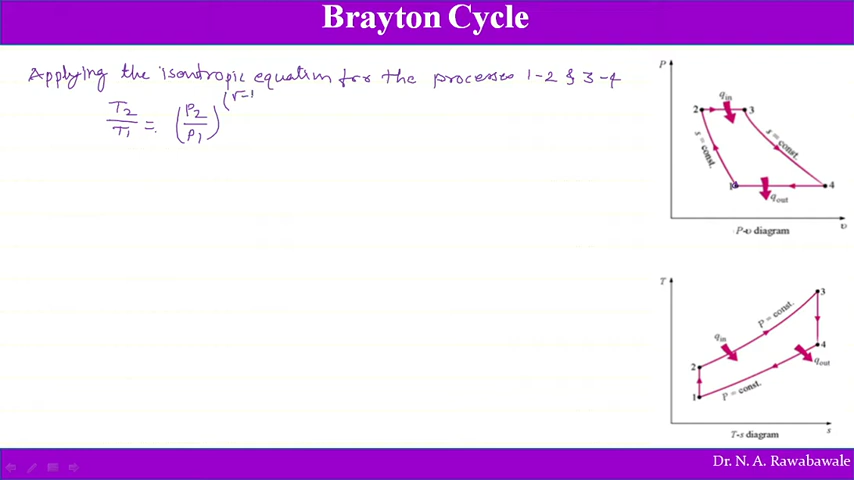 Brayton Cycle
Applying the isentropic equation for the processes 1-2 & 3-4
T2/T1 = (P2/P1)^(γ-1
P
qin
2
3
s = const.
s = const.
1
4
qout
v
P-v diagram
T
3
P = const.
qin
4
2
qout
1
P = const.
s
T-s diagram
Dr. N. A. Rawabawale